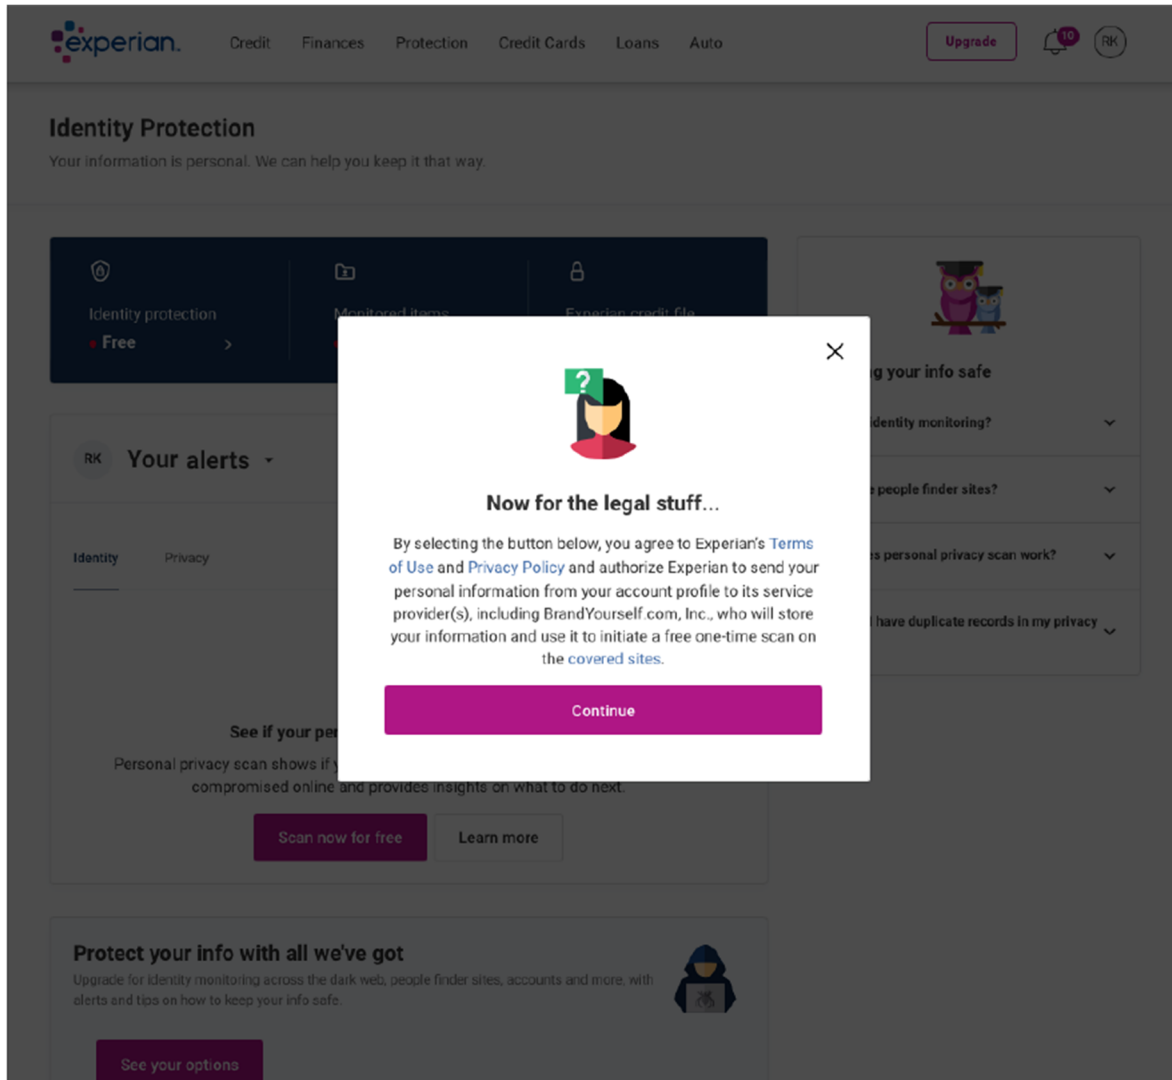 experian.
Credit Finances Protection Credit Cards Loans Auto
Upgrade
10
RK
Identity Protection
Your information is personal. We can help you keep it that way.
Identity protection
Free
Monitored items
Experian credit file
g your info safe
identity monitoring?
people finder sites?
s personal privacy scan work?
I have duplicate records in my privacy
RK Your alerts
Identity Privacy
?
Now for the legal stuff...
By selecting the button below, you agree to Experian's Terms
of Use and Privacy Policy and authorize Experian to send your
personal information from your account profile to its service
provider(s), including BrandYourself.com, Inc., who will store
your information and use it to initiate a free one-time scan on
the covered sites.
Continue
See if your per
Personal privacy scan shows if y
compromised online and provides insights on what to do next.
Scan now for free
Learn more
Protect your info with all we've got
Upgrade for identity monitoring across the dark web, people finder sites, accounts and more, with
alerts and tips on how to keep your info safe.
See your options